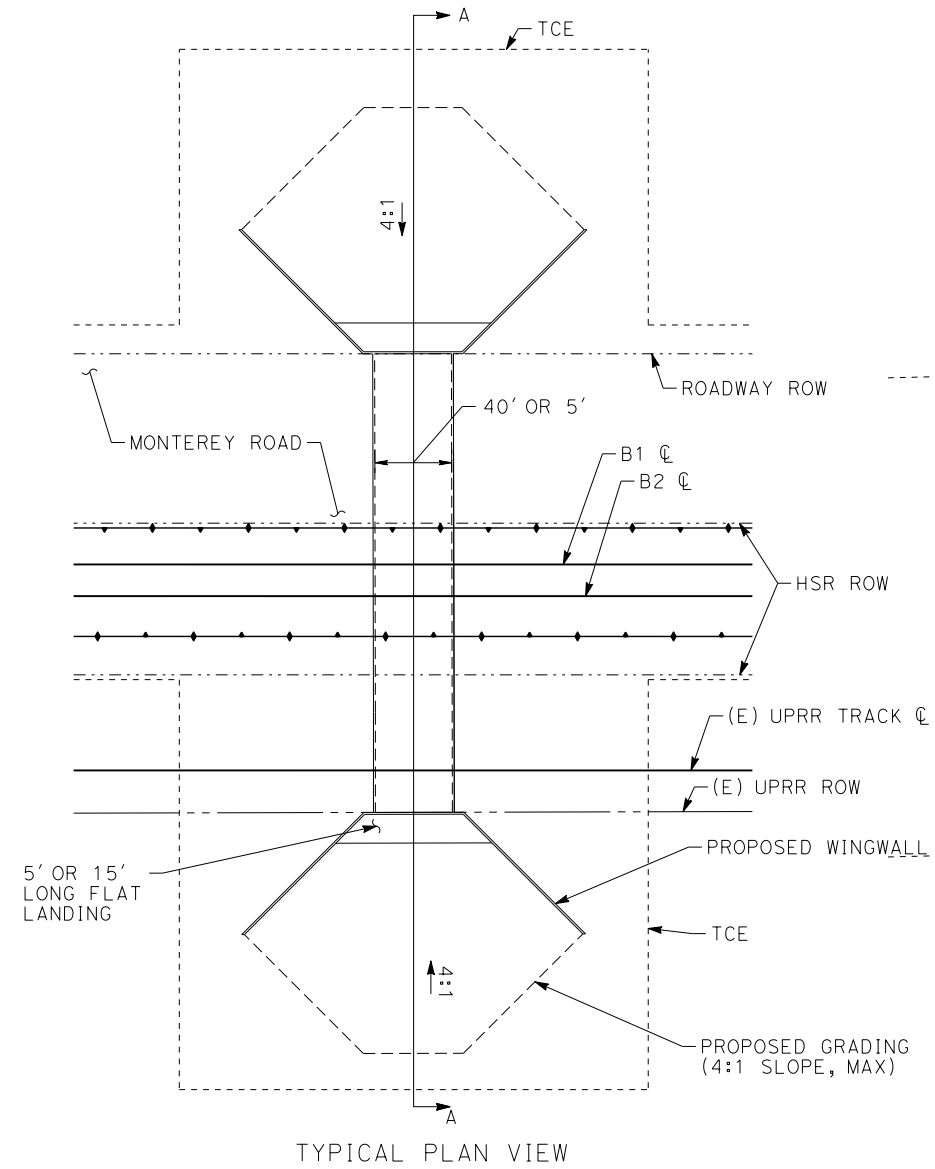 A
TCE
4:1
ROADWAY ROW
40' OR 5'
MONTEREY ROAD
B1 ℄
B2 ℄
HSR ROW
(E) UPRR TRACK ℄
(E) UPRR ROW
PROPOSED WINGWALL
5' OR 15'
LONG FLAT
LANDING
TCE
4:1
PROPOSED GRADING
(4:1 SLOPE, MAX)
A
TYPICAL PLAN VIEW